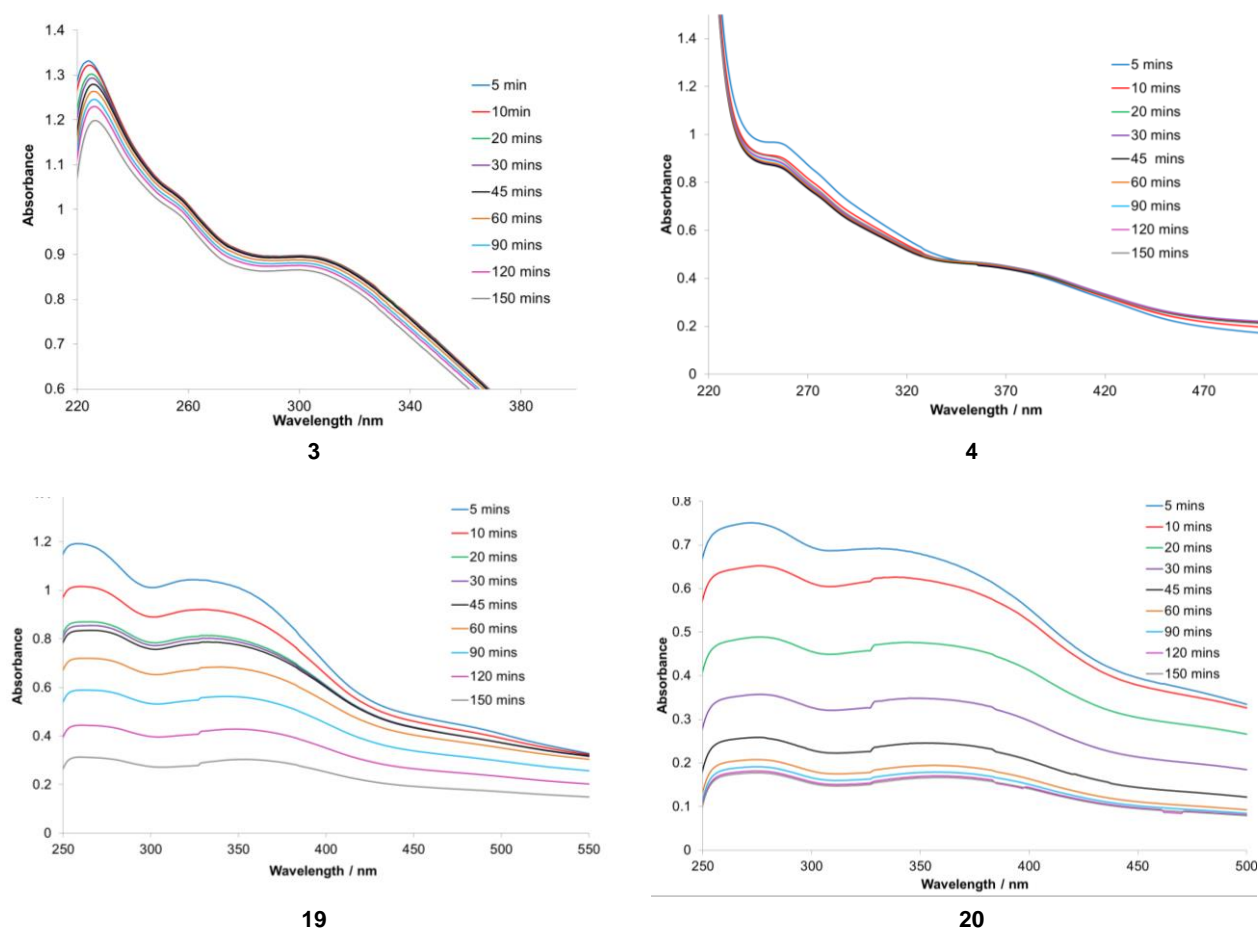 1.4
1.3
1.2
1.1
1
0.9
0.8
0.7
0.6
220
260
300
340
380
Absorbance
Wavelength /nm
5 min
10min
20 mins
30 mins
45 mins
60 mins
90 mins
120 mins
150 mins
3
1.4
1.2
1
0.8
0.6
0.4
0.2
0
220
270
320
370
420
470
Absorbance
Wavelength / nm
5 mins
10 mins
20 mins
30 mins
45 mins
60 mins
90 mins
120 mins
150 mins
4
1.2
1
0.8
0.6
0.4
0.2
0
250
300
350
400
450
500
550
Absorbance
Wavelength / nm
5 mins
10 mins
20 mins
30 mins
45 mins
60 mins
90 mins
120 mins
150 mins
19
0.8
0.7
0.6
0.5
0.4
0.3
0.2
0.1
0
250
300
350
400
450
500
Absorbance
Wavelength / nm
5 mins
10 mins
20 mins
30 mins
45 mins
60 mins
90 mins
120 mins
150 mins
20